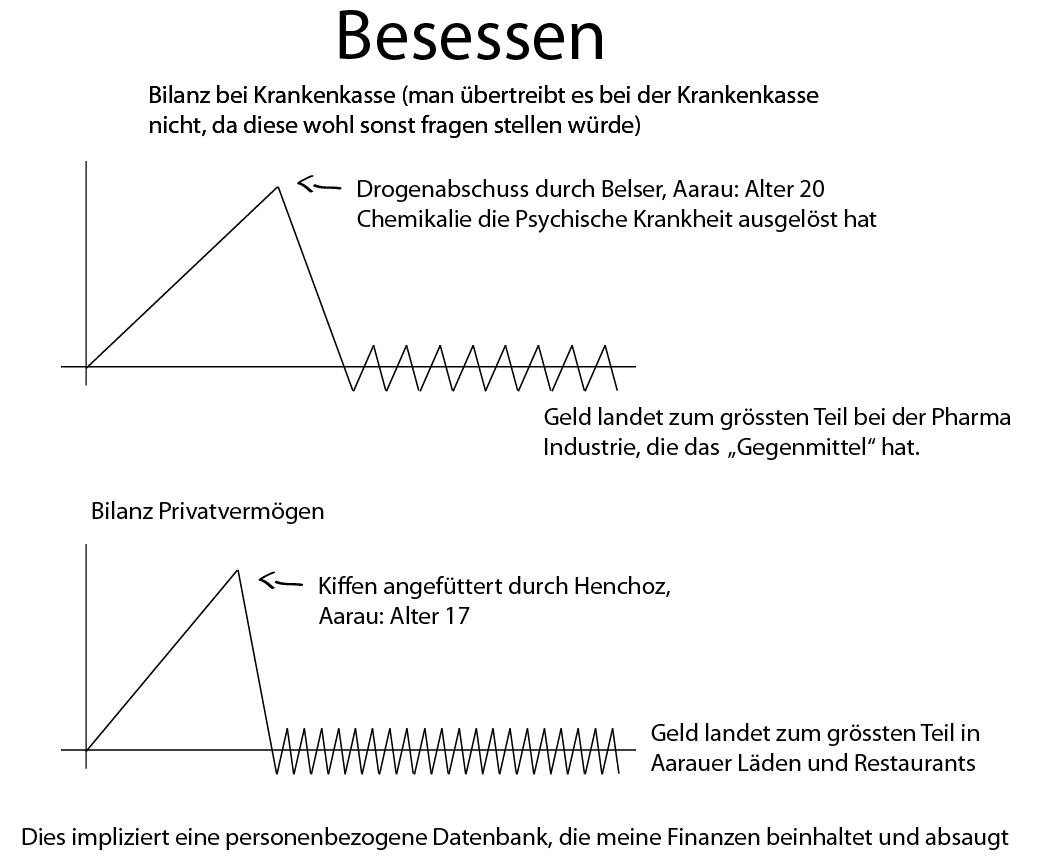 Besessen
Bilanz bei Krankenkasse (man übertreibt es bei der Krankenkasse
nicht, da diese wohl sonst fragen stellen würde)
Drogenabschuss durch Belser, Aarau: Alter 20
Chemikalie die Psychische Krankheit ausgelöst hat
Geld landet zum grössten Teil bei der Pharma
Industrie, die das „Gegenmittel“ hat.
Bilanz Privatvermögen
Kiffen angefüttert durch Henchoz,
Aarau: Alter 17
Geld landet zum grössten Teil in
Aarauer Läden und Restaurants
Dies impliziert eine personenbezogene Datenbank, die meine Finanzen beinhaltet und absaugt